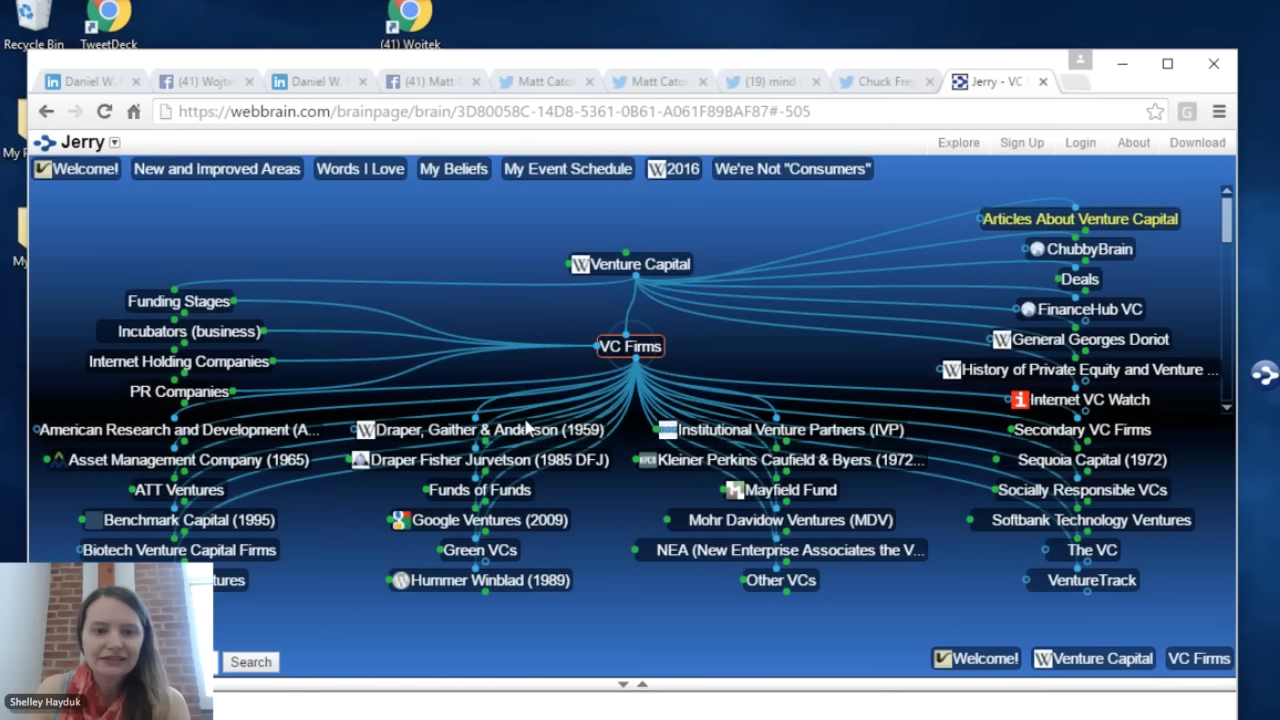 Recycle Bin
TweetDeck
(41) Wojtek
Daniel W.
(41) Wojte
Daniel W.
(41) Matt C
Matt Cato
Matt Cato
(19) mind
Chuck Frey
Jerry - VC
https://webbrain.com/brainpage/brain/3D80058C-14D8-5361-0B61-A061F89BAF87#-505
Jerry
Explore
Sign Up
Login
About
Download
Welcome!
New and Improved Areas
Words I Love
My Beliefs
My Event Schedule
2016
We're Not "Consumers"
Venture Capital
Articles About Venture Capital
ChubbyBrain
Deals
FinanceHub VC
General Georges Doriot
History of Private Equity and Venture ...
Internet VC Watch
Funding Stages
Incubators (business)
Internet Holding Companies
PR Companies
VC Firms
American Research and Development (A...
Asset Management Company (1965)
ATT Ventures
Benchmark Capital (1995)
Biotech Venture Capital Firms
tures
Draper, Gaither & Anderson (1959)
Draper Fisher Jurvetson (1985 DFJ)
Funds of Funds
Google Ventures (2009)
Green VCs
Hummer Winblad (1989)
Institutional Venture Partners (IVP)
Kleiner Perkins Caufield & Byers (1972...
Mayfield Fund
Mohr Davidow Ventures (MDV)
NEA (New Enterprise Associates the V...
Other VCs
Secondary VC Firms
Sequoia Capital (1972)
Socially Responsible VCs
Softbank Technology Ventures
The VC
VentureTrack
Search
Welcome!
Venture Capital
VC Firms
Shelley Hayduk